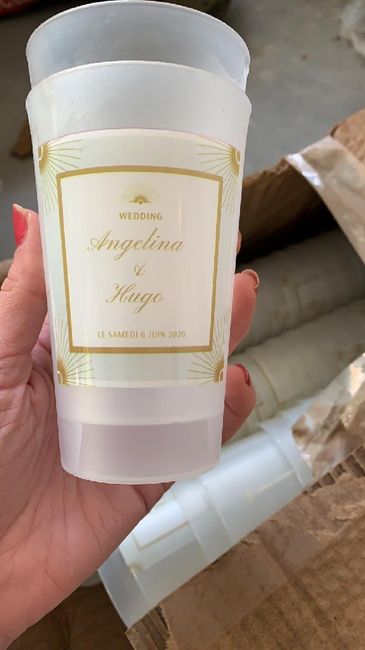 WEDDING
Angelina
&
Hugo
LE SAMEDI 6 JUIN 2020